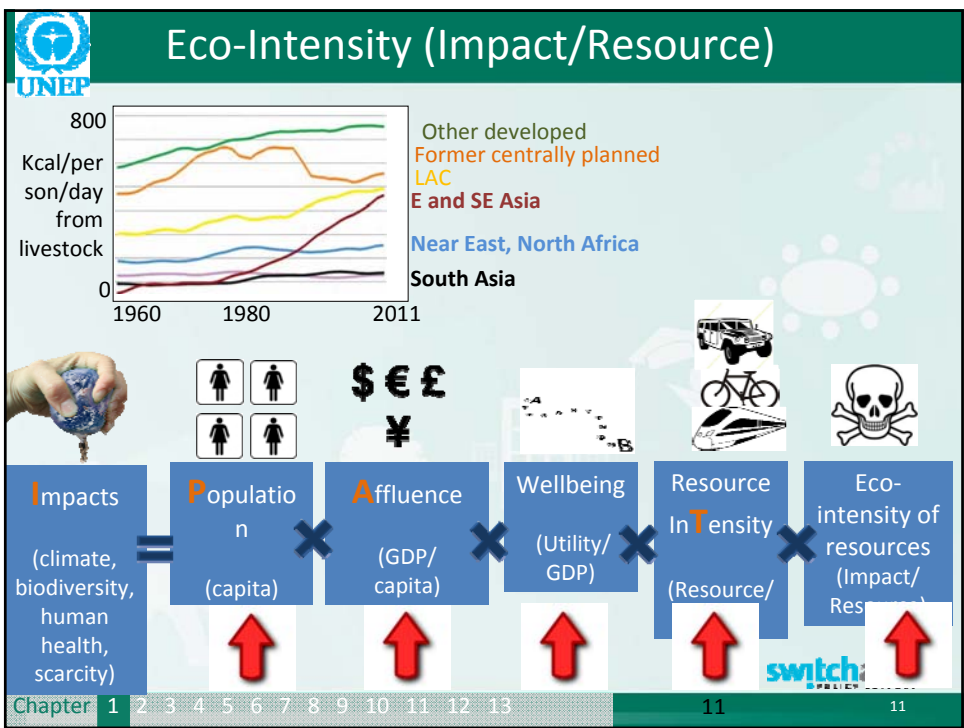 Eco-Intensity (Impact/Resource)
UNEP
800
Kcal/per
son/day
from
livestock
0
1960 1980 2011
Other developed
Former centrally planned
LAC
E and SE Asia
Near East, North Africa
South Asia
$ € £
¥
A
B
Impacts
(climate,
biodiversity,
human
health,
scarcity)
=
Populatio
n
(capita)
×
Affluence
(GDP/
capita)
×
Wellbeing
(Utility/
GDP)
×
Resource
InTensity
(Resource/
×
Eco-
intensity of
resources
(Impact/
Resource)
switcha
Chapter 1 2 3 4 5 6 7 8 9 10 11 12 13
11
11